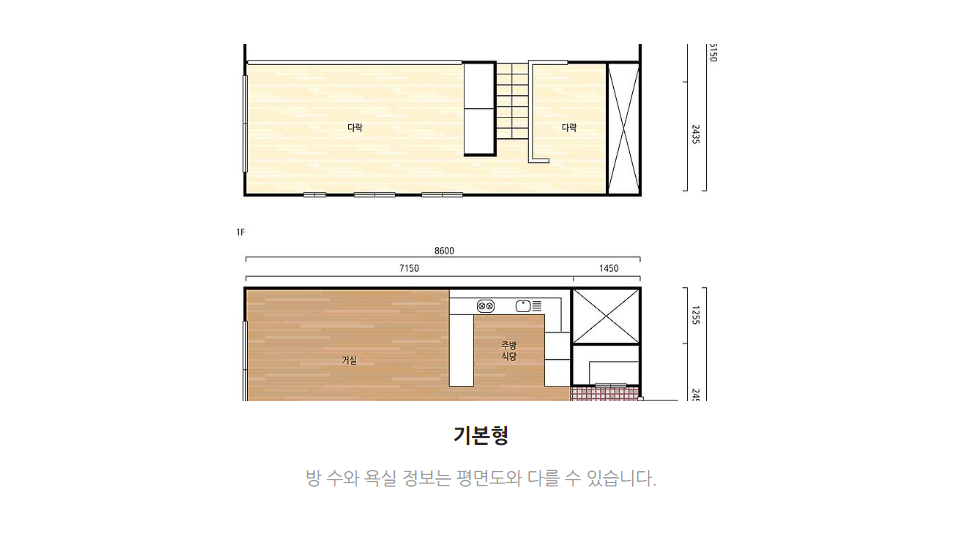 5150
다락
다락
2435
1F
8600
7150
1450
1255
주방
식당
거실
기본형
방 수와 욕실 정보는 평면도와 다를 수 있습니다.